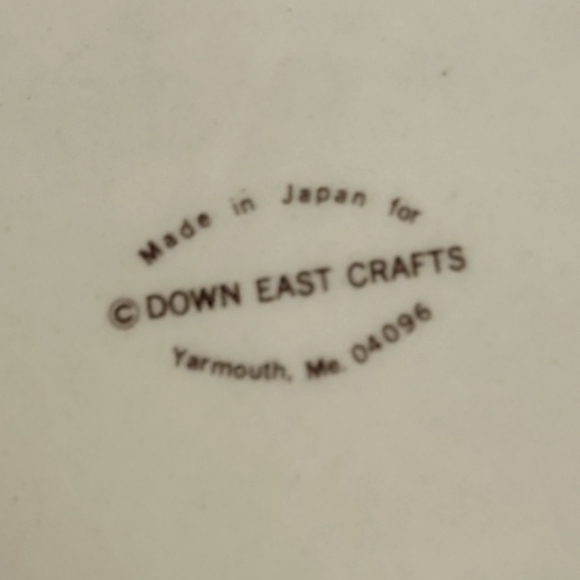 Made in Japan for
© DOWN EAST CRAFTS
Yarmouth, Me. 04096